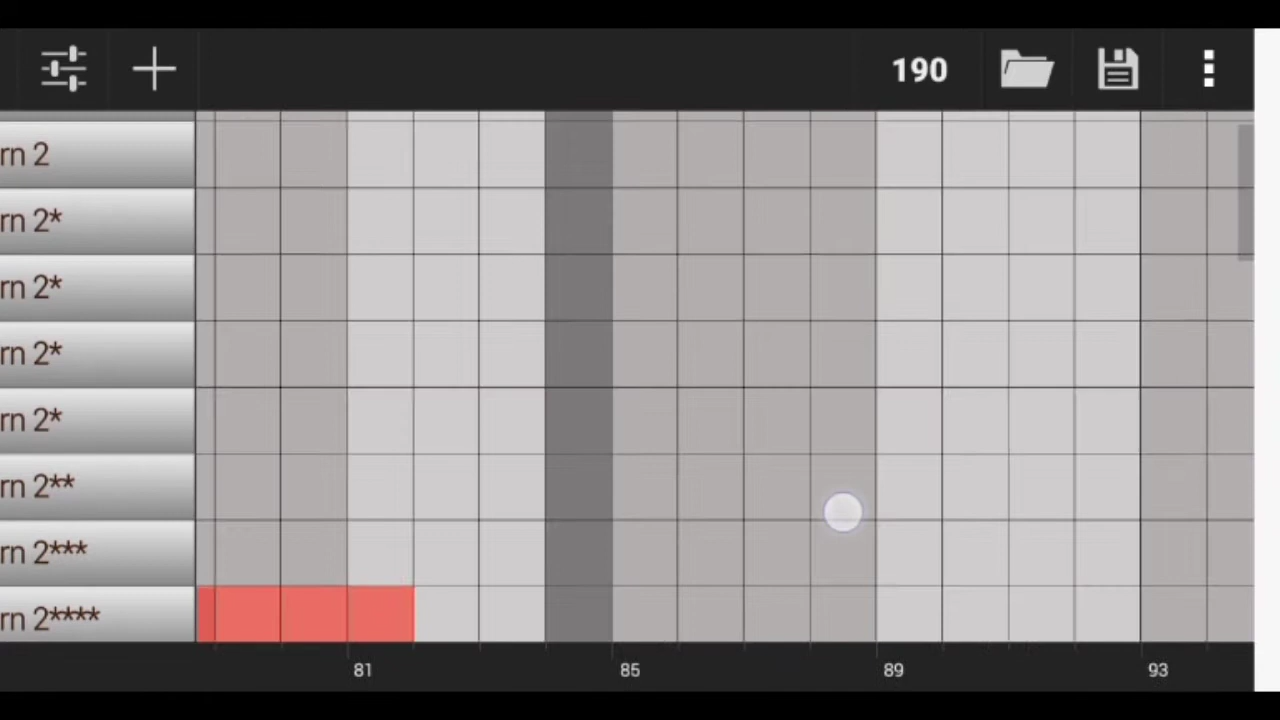 190
rn 2
rn 2*
rn 2*
rn 2*
rn 2*
rn 2**
rn 2***
rn 2****
81 85 89 93